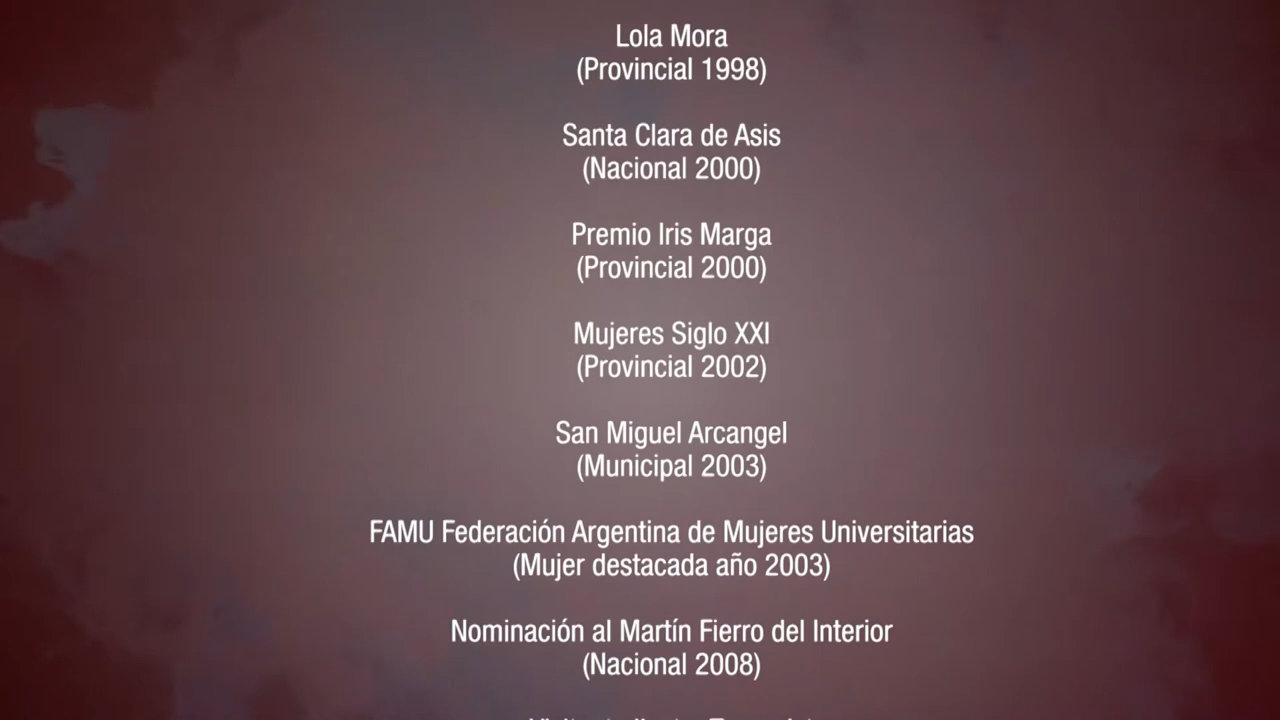 Lola Mora
(Provincial 1998)
Santa Clara de Asis
(Nacional 2000)
Premio Iris Marga
(Provincial 2000)
Mujeres Siglo XXI
(Provincial 2002)
San Miguel Arcangel
(Municipal 2003)
FAMU Federación Argentina de Mujeres Universitarias
(Mujer destacada año 2003)
Nominación al Martín Fierro del Interior
(Nacional 2008)